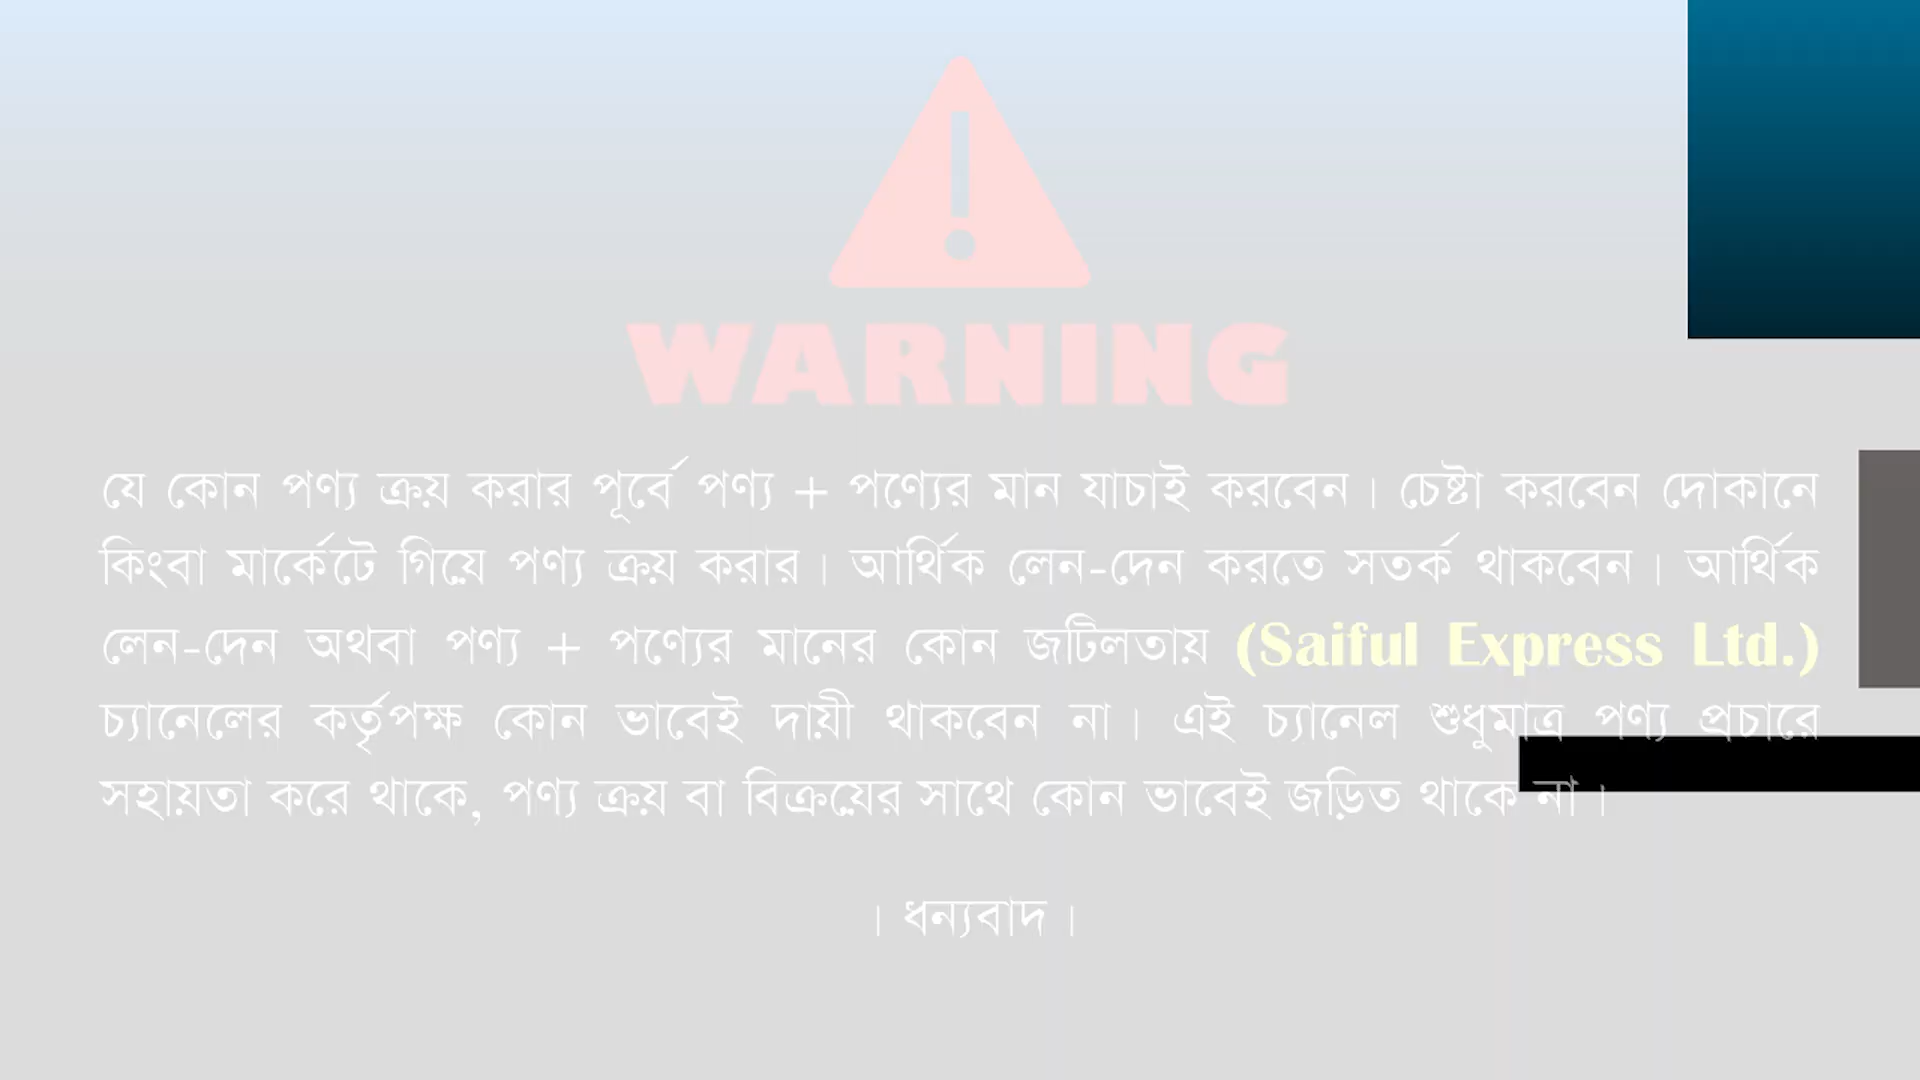 WARNING
যে কোন পণ্য ক্রয় করার পূর্বে পণ্য + পণ্যের মান যাচাই করবেন। চেষ্টা করবেন দোকানে
কিংবা মার্কেটে গিয়ে পণ্য ক্রয় করার। আর্থিক লেন-দেন করতে সতর্ক থাকবেন। আর্থিক
লেন-দেন অথবা পণ্য + পণ্যের মানের কোন জটিলতায় (Saiful Express Ltd.)
চ্যানেলের কর্তৃপক্ষ কোন ভাবেই দায়ী থাকবেন না। এই চ্যানেল শুধুমাত্র পণ্য প্রচারে
সহায়তা করে থাকে, পণ্য ক্রয় বা বিক্রয়ের সাথে কোন ভাবেই জড়িত থাকে না।
। ধন্যবাদ ।